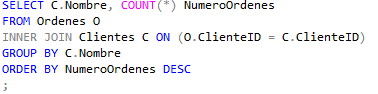 SELECT C.Nombre, COUNT(*) NumeroOrdenes
FROM Ordenes O
INNER JOIN Clientes C ON (O.ClienteID = C.ClienteID)
GROUP BY C.Nombre
ORDER BY NumeroOrdenes DESC
;